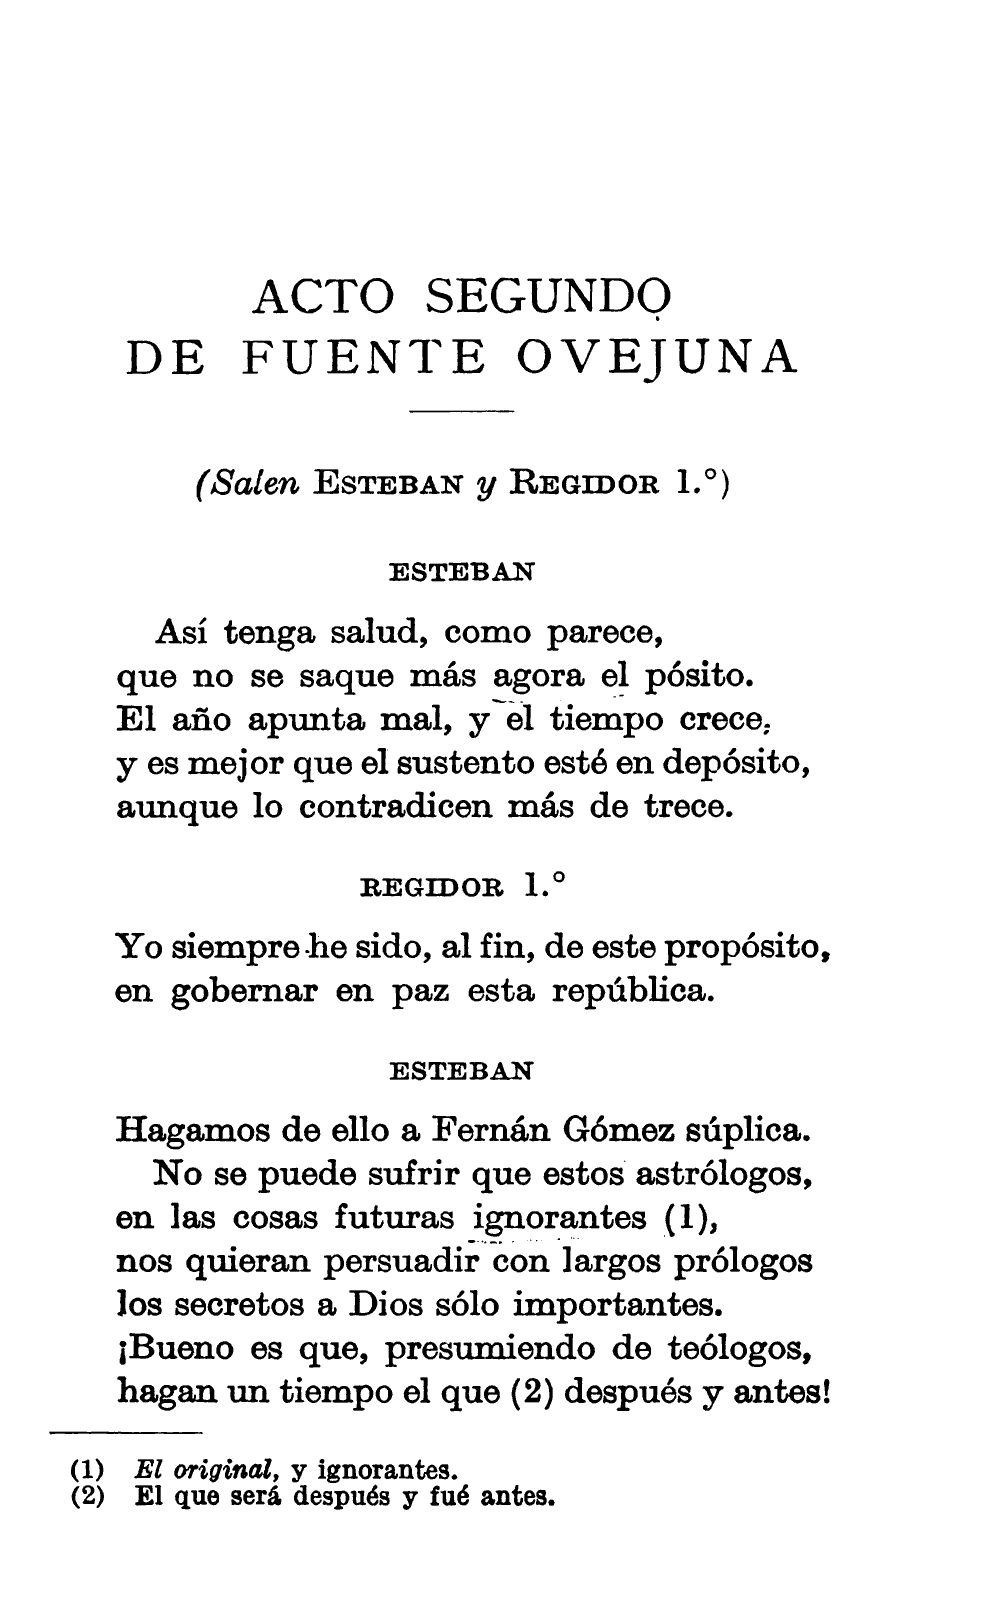 ACTO SEGUNDO
DE FUENTE OVEJUNA
(Salen ESTEBAN y REGIDOR 1.°)
ESTEBAN
Así tenga salud, como parece,
que no se saque más agora el pósito.
El año apunta mal, y el tiempo crece,
y es mejor que el sustento esté en depósito,
aunque lo contradicen más de trece.
REGIDOR 1.°
Yo siempre he sido, al fin, de este propósito,
en gobernar en paz esta república.
ESTEBAN
Hagamos de ello a Fernán Gómez súplica.
No se puede sufrir que estos astrólogos,
en las cosas futuras ignorantes (1),
nos quieran persuadir con largos prólogos
los secretos a Dios sólo importantes.
¡Bueno es que, presumiendo de teólogos,
hagan un tiempo el que (2) después y antes!
(1) El original, y ignorantes.
(2) El que será después y fué antes.